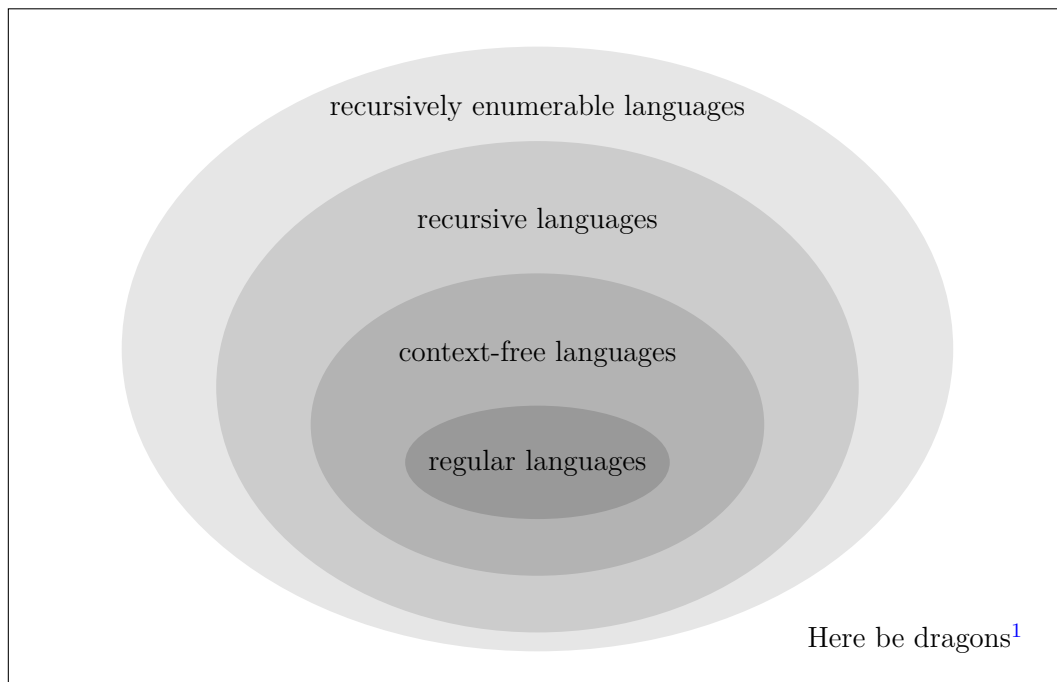 recursively enumerable languages
recursive languages
context-free languages
regular languages
Here be dragons1